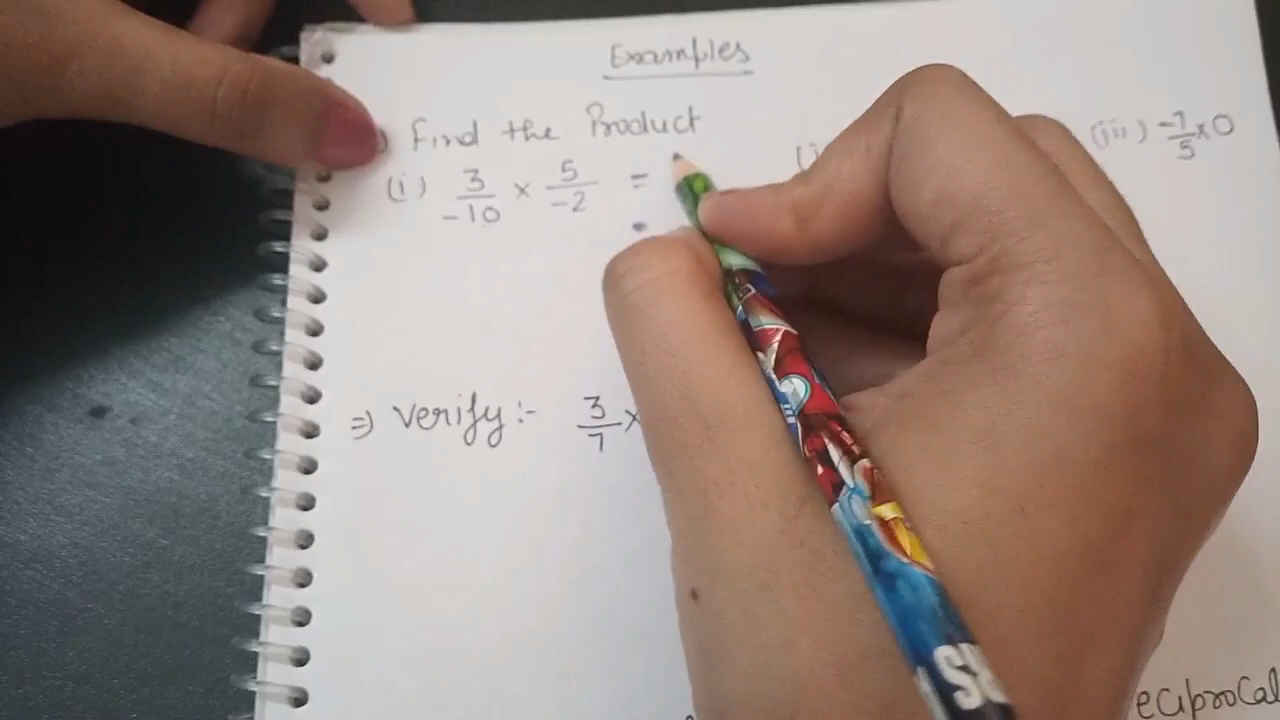 Examples
Find the Product
(i) 3/-10 × 5/-2 =
(iii) -7/5 × 0
⇒ Verify :- 3/7 ×
eciprocal